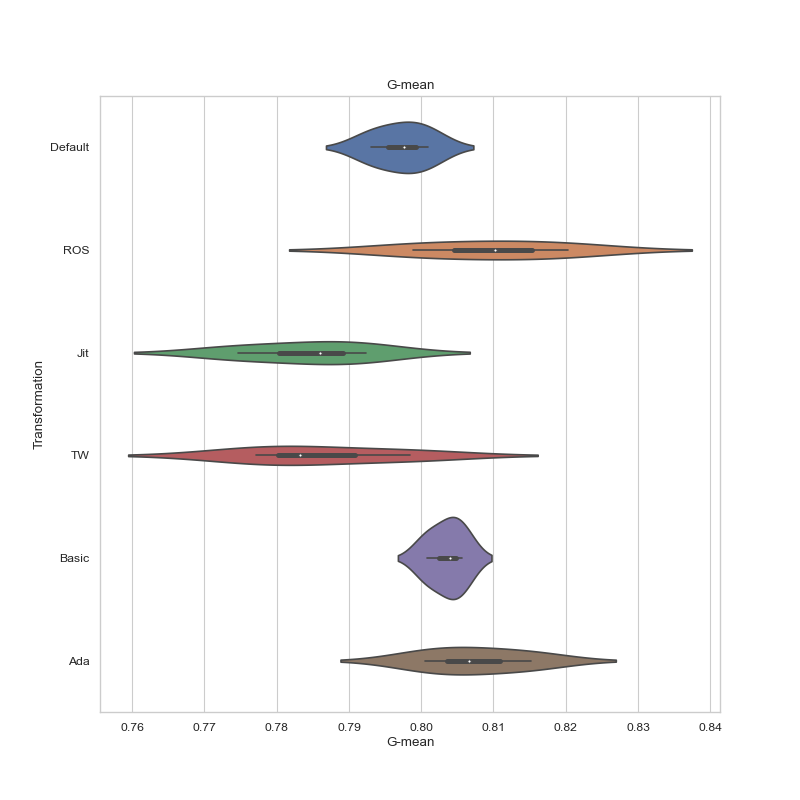 G-mean
Default
ROS
Jit
TW
Basic
Ada
Transformation
0.76 0.77 0.78 0.79 0.80 0.81 0.82 0.83 0.84
G-mean